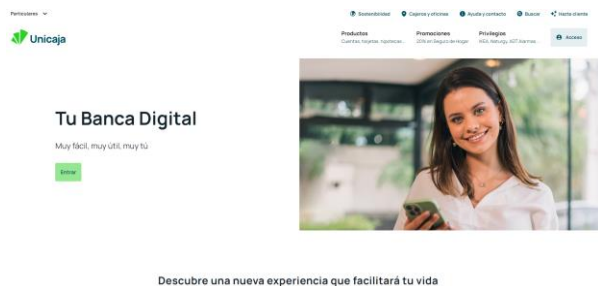 Particulares
Sostenibilidad Cajeros y oficinas Ayuda y contacto Buscar Hazte cliente
Unicaja
Productos Promociones Privilegios
Cuentas, tarjetas, hipotecas... 20% en Seguro de Hogar Acceso
Tu Banca Digital
Muy fácil, muy útil, muy tú
Entrar
Descubre una nueva experiencia que facilitará tu vida